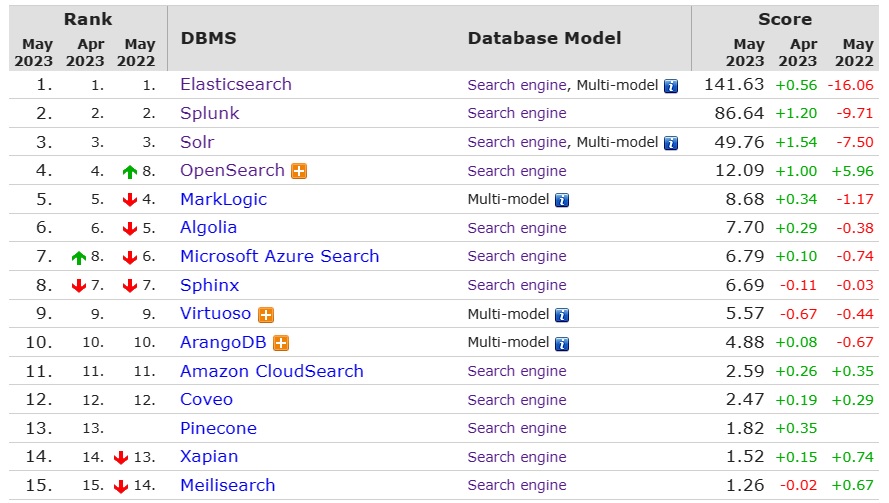 Rank Score
DBMS Database Model
May Apr May May Apr May
2023 2023 2022 2023 2023 2022
1. 1. 1. Elasticsearch Search engine, Multi-model i 141.63 +0.56 -16.06
2. 2. 2. Splunk Search engine 86.64 +1.20 -9.71
3. 3. 3. Solr Search engine, Multi-model i 49.76 +1.54 -7.50
4. 4. 8. OpenSearch + Search engine 12.09 +1.00 +5.96
5. 5. 4. MarkLogic Multi-model i 8.68 +0.34 -1.17
6. 6. 5. Algolia Search engine 7.70 +0.29 -0.38
7. 8. 6. Microsoft Azure Search Search engine 6.79 +0.10 -0.74
8. 7. 7. Sphinx Search engine 6.69 -0.11 -0.03
9. 9. 9. Virtuoso + Multi-model i 5.57 -0.67 -0.44
10. 10. 10. ArangoDB + Multi-model i 4.88 +0.08 -0.67
11. 11. 11. Amazon CloudSearch Search engine 2.59 +0.26 +0.35
12. 12. 12. Coveo Search engine 2.47 +0.19 +0.29
13. 13. Pinecone Search engine 1.82 +0.35
14. 14. 13. Xapian Search engine 1.52 +0.15 +0.74
15. 15. 14. Meilisearch Search engine 1.26 -0.02 +0.67